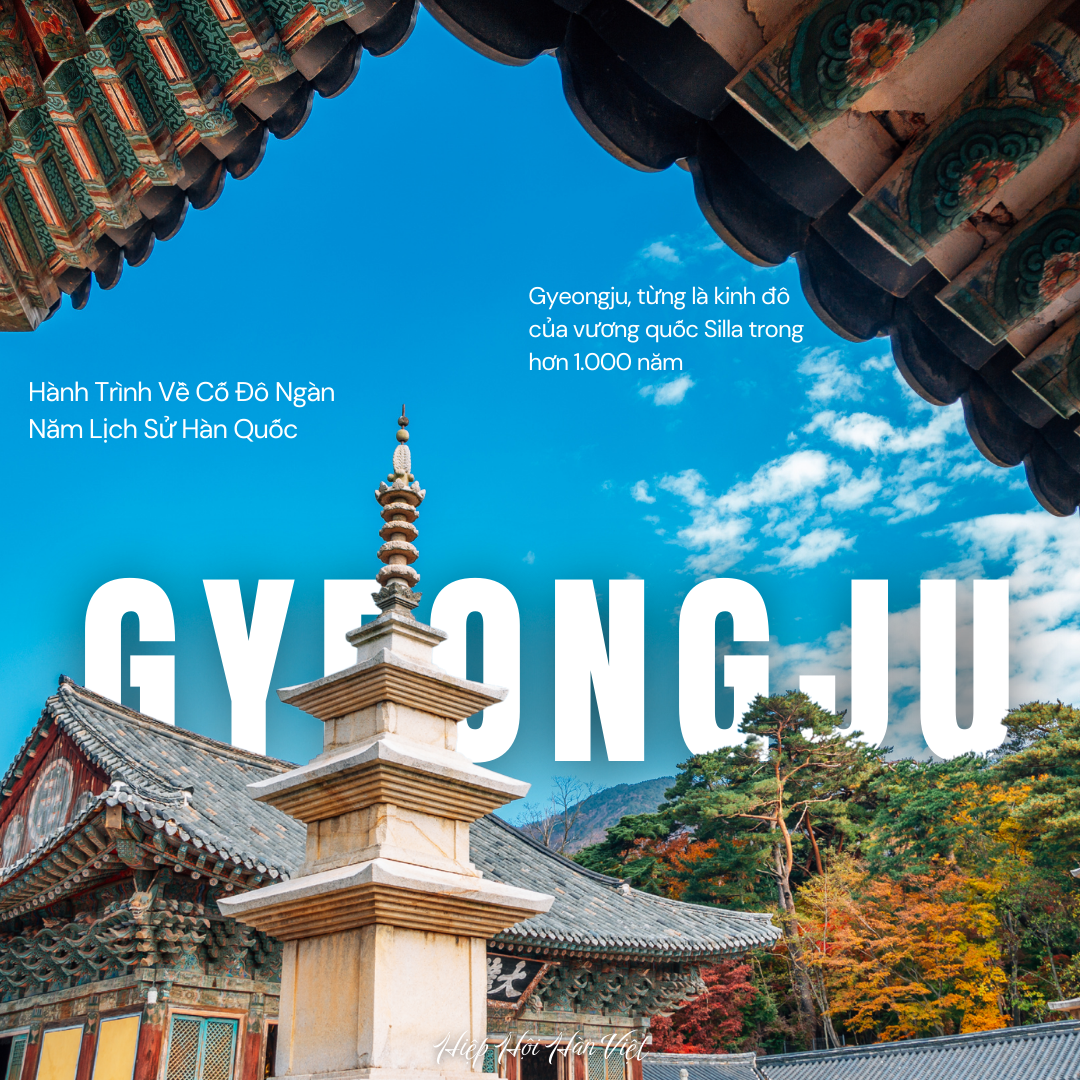 Gyeongju, từng là kinh đô
của vương quốc Silla trong
hơn 1.000 năm
Hành Trình Về Cố Đô Ngàn
Năm Lịch Sử Hàn Quốc
GYEONGJU
Hiệp Hội Hàn Việt